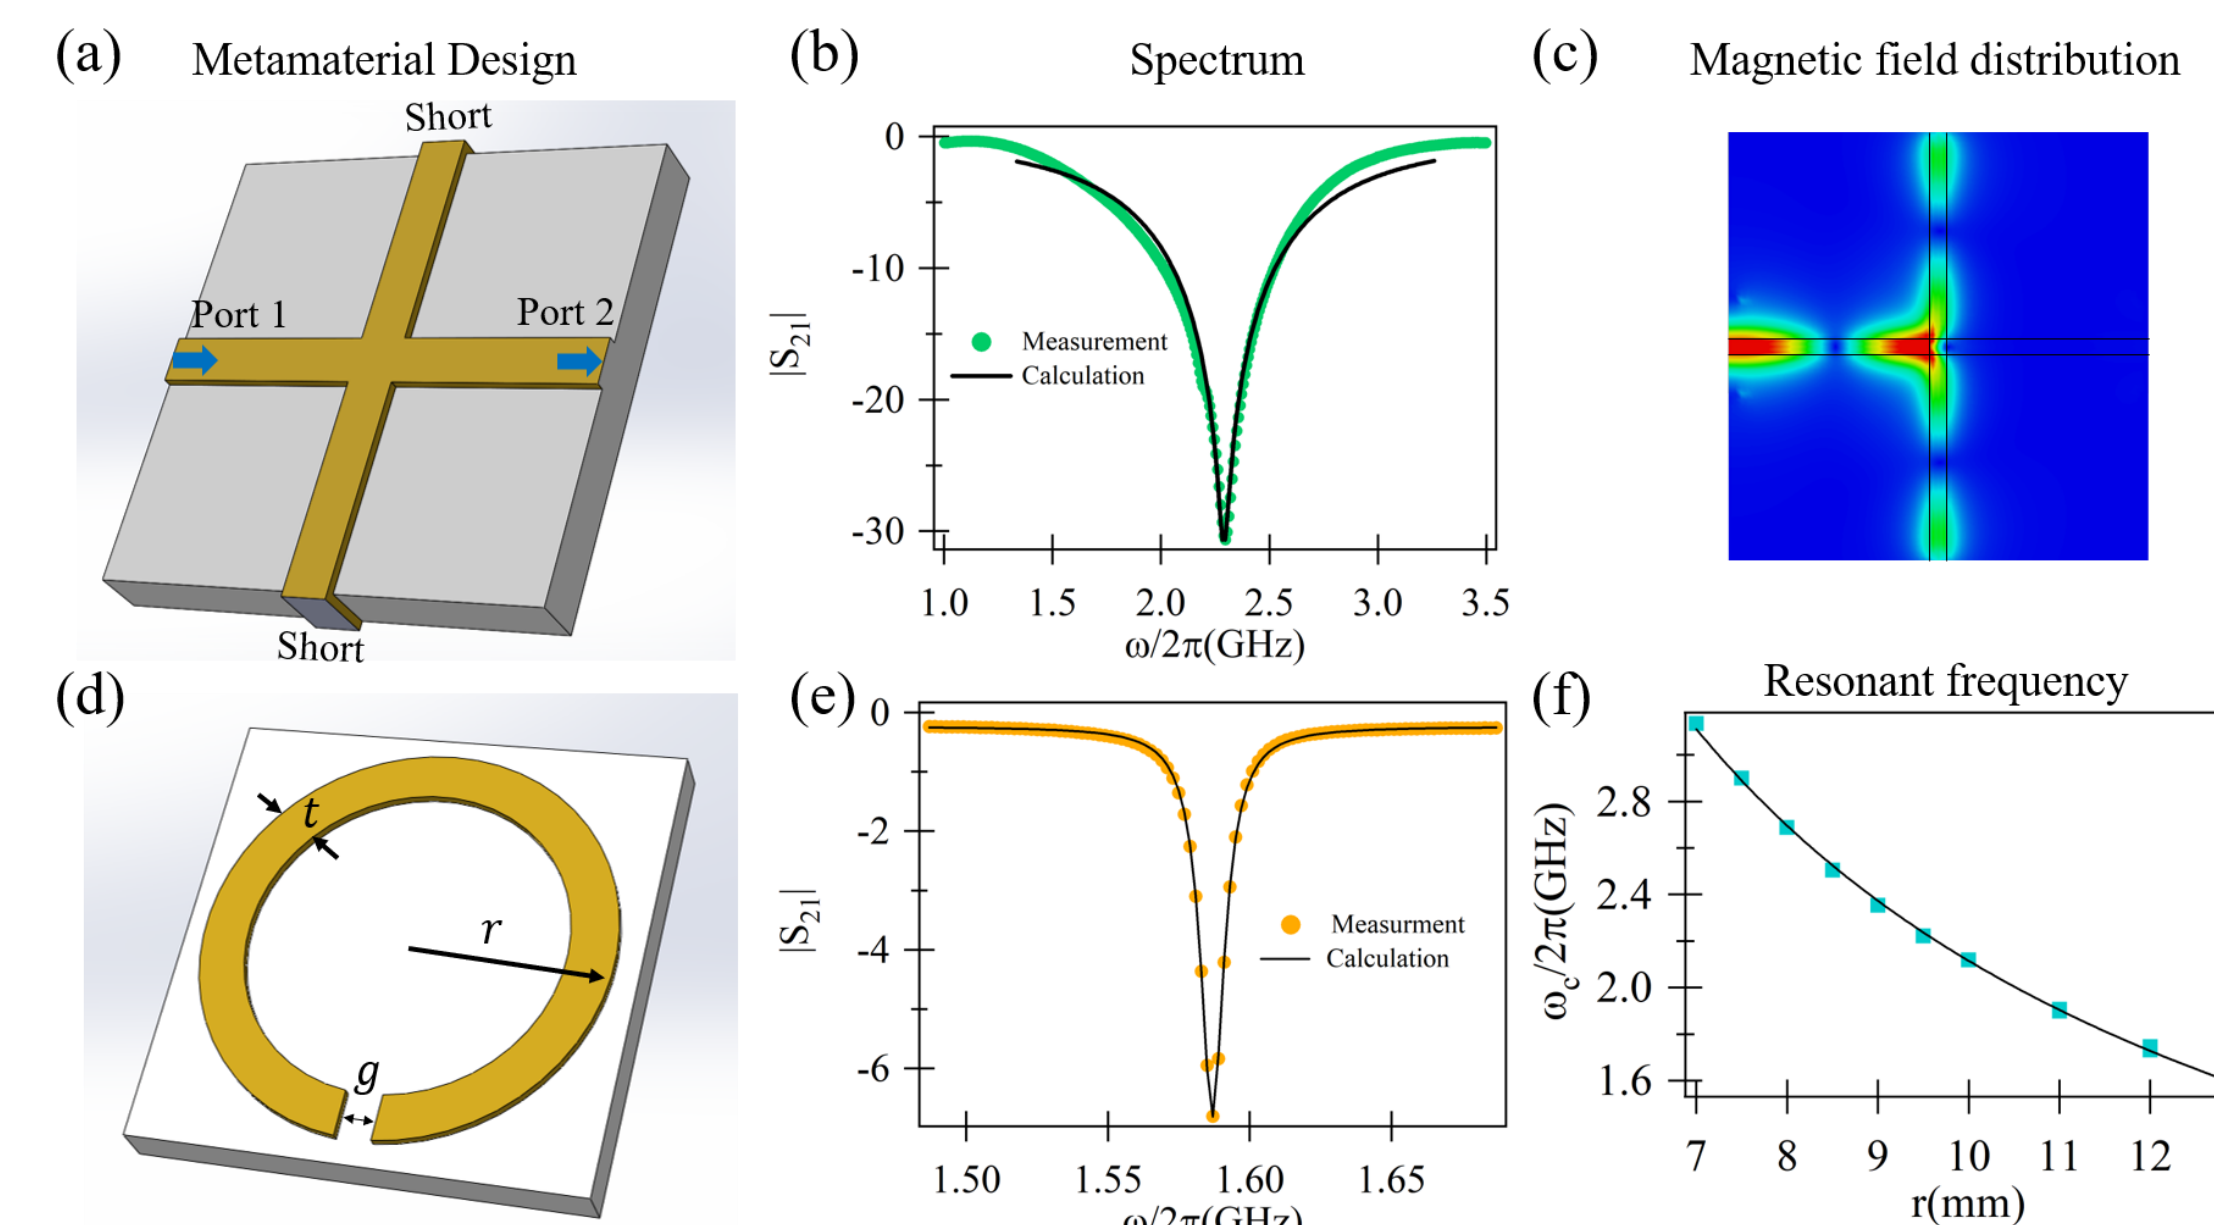 (a) Metamaterial Design
Short
Port 1
Port 2
Short
(b) Spectrum
0
-10
-20
-30
|S21|
Measurement
Calculation
1.0 1.5 2.0 2.5 3.0 3.5
ω/2π(GHz)
(c) Magnetic field distribution
(d)
t
r
g
(e)
0
-2
-4
-6
|S21|
Measurment
Calculation
1.50 1.55 1.60 1.65
ω/2π(GHz)
(f) Resonant frequency
2.8
2.4
2.0
1.6
ωc/2π(GHz)
7 8 9 10 11 12
r(mm)